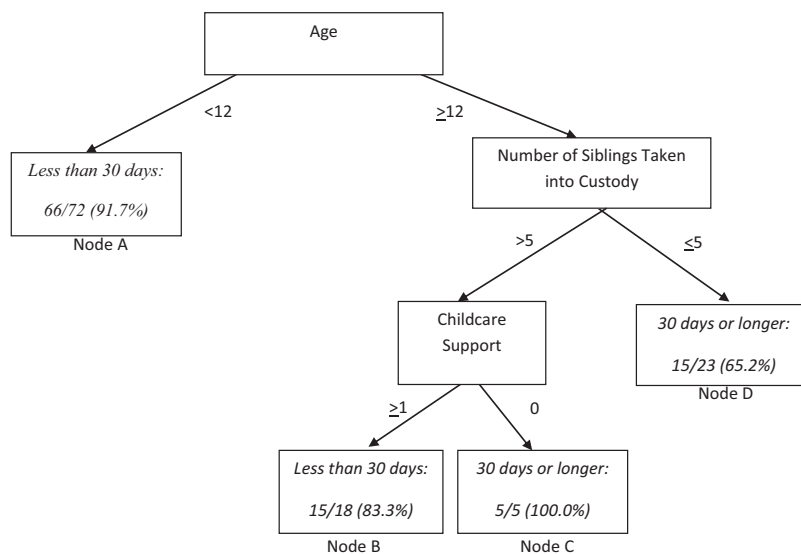 Age
<12
≥12
Less than 30 days:
66/72 (91.7%)
Node A
Number of Siblings Taken
into Custody
>5
≤5
Childcare
Support
30 days or longer:
15/23 (65.2%)
Node D
≥1
0
Less than 30 days:
15/18 (83.3%)
Node B
30 days or longer:
5/5 (100.0%)
Node C